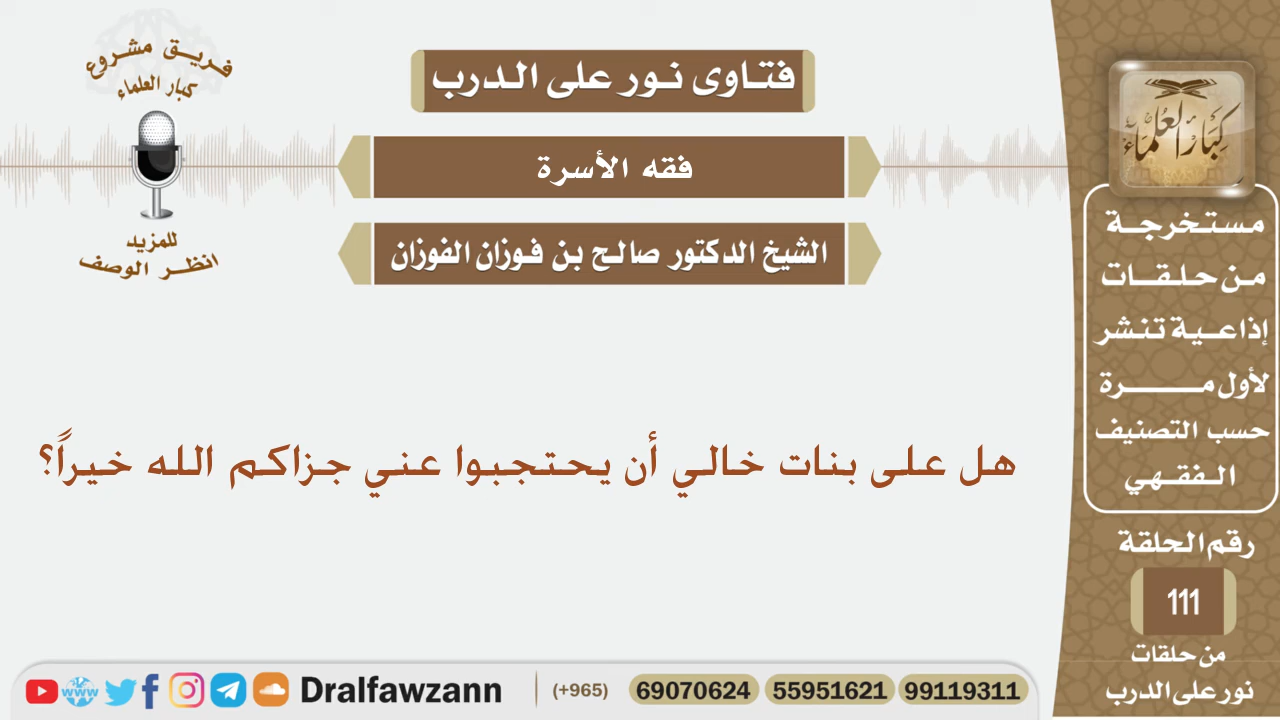 فريق مشروع
كبار العلماء
للمزيد
انظر الوصف
فتاوى نور على الدرب
فقه الأسرة
الشيخ الدكتور صالح بن فوزان الفوزان
هل على بنات خالي أن يحتجبوا عني جزاكم الله خيراً؟
كبار العلماء
مستخرجة
من حلقات
إذاعية تنشر
لأول مرة
حسب التصنيف
الفقهي
رقم الحلقة
111
من حلقات
نور على الدرب
www Dralfawzann (+965) 69070624 55951621 99119311